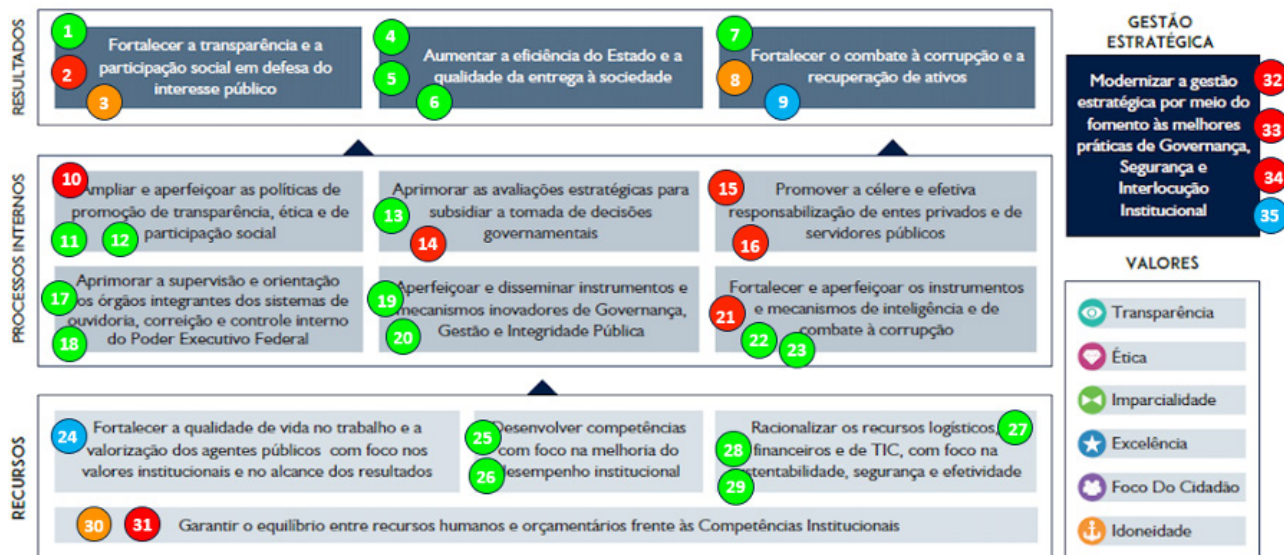 RESULTADOS
1
2
3
Fortalecer a transparência e a
participação social em defesa do
interesse público
4
5
6
Aumentar a eficiência do Estado e a
qualidade da entrega à sociedade
7
8
9
Fortalecer o combate à corrupção e a
recuperação de ativos
PROCESSOS INTERNOS
10
11
12
Ampliar e aperfeiçoar as políticas de
promoção de transparência, ética e de
participação social
13
14
Aprimorar as avaliações estratégicas para
subsidiar a tomada de decisões
governamentais
15
16
Promover a célere e efetiva
responsabilização de entes privados e de
servidores públicos
17
18
Aprimorar a supervisão e orientação
os órgãos integrantes dos sistemas de
ouvidoria, correição e controle interno
do Poder Executivo Federal
19
20
Aperfeiçoar e disseminar instrumentos e
mecanismos inovadores de Governança,
Gestão e Integridade Pública
21
22
23
Fortalecer e aperfeiçoar os instrumentos
e mecanismos de inteligência e de
combate à corrupção
RECURSOS
24
Fortalecer a qualidade de vida no trabalho e a
valorização dos agentes públicos com foco nos
valores institucionais e no alcance dos resultados
25
26
Desenvolver competências
com foco na melhoria do
desempenho institucional
27
28
29
Racionalizar os recursos logísticos,
financeiros e de TIC, com foco na
sustentabilidade, segurança e efetividade
30
31
Garantir o equilíbrio entre recursos humanos e orçamentários frente às Competências Institucionais
GESTÃO
ESTRATÉGICA
Modernizar a gestão
estratégica por meio do
fomento às melhores
práticas de Governança,
Segurança e
Interlocução
Institucional
32
33
34
35
VALORES
Transparência
Ética
Imparcialidade
Excelência
Foco Do Cidadão
Idoneidade